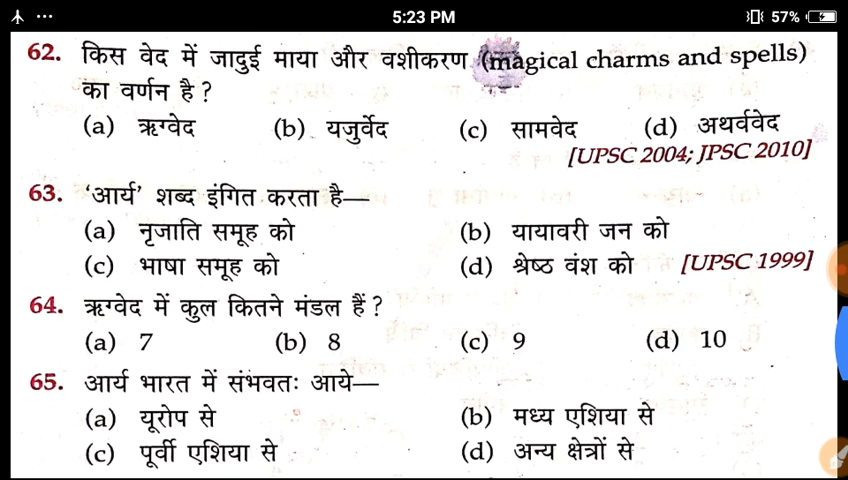 5:23 PM
57%
62. किस वेद में जादुई माया और वशीकरण (magical charms and spells)
का वर्णन है ?
(a) ऋग्वेद (b) यजुर्वेद (c) सामवेद (d) अथर्ववेद
[UPSC 2004; JPSC 2010]
63. ‘आर्य’ शब्द इंगित करता है—
(a) नृजाति समूह को (b) यायावरी जन को
(c) भाषा समूह को (d) श्रेष्ठ वंश को [UPSC 1999]
64. ऋग्वेद में कुल कितने मंडल हैं ?
(a) 7 (b) 8 (c) 9 (d) 10
65. आर्य भारत में संभवतः आये—
(a) यूरोप से (b) मध्य एशिया से
(c) पूर्वी एशिया से (d) अन्य क्षेत्रों से